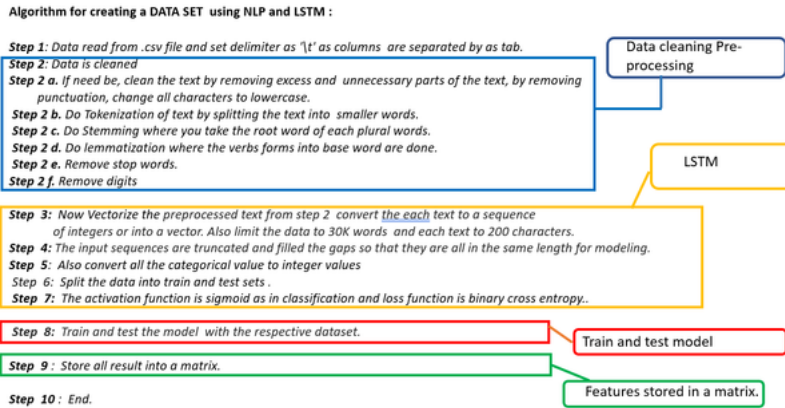 Algorithm for creating a DATA SET using NLP and LSTM :
Step 1: Data read from .csv file and set delimiter as '\t' as columns are separated by as tab.
Step 2: Data is cleaned
Step 2 a. If need be, clean the text by removing excess and unnecessary parts of the text, by removing
punctuation, change all characters to lowercase.
Step 2 b. Do Tokenization of text by splitting the text into smaller words.
Step 2 c. Do Stemming where you take the root word of each plural words.
Step 2 d. Do lemmatization where the verbs forms into base word are done.
Step 2 e. Remove stop words.
Step 2 f. Remove digits
Data cleaning Pre-
processing
LSTM
Step 3: Now Vectorize the preprocessed text from step 2 convert the each text to a sequence
of integers or into a vector. Also limit the data to 30K words and each text to 200 characters.
Step 4: The input sequences are truncated and filled the gaps so that they are all in the same length for modeling.
Step 5: Also convert all the categorical value to integer values
Step 6: Split the data into train and test sets .
Step 7: The activation function is sigmoid as in classification and loss function is binary cross entropy..
Step 8: Train and test the model with the respective dataset.
Train and test model
Step 9 : Store all result into a matrix.
Features stored in a matrix.
Step 10 : End.